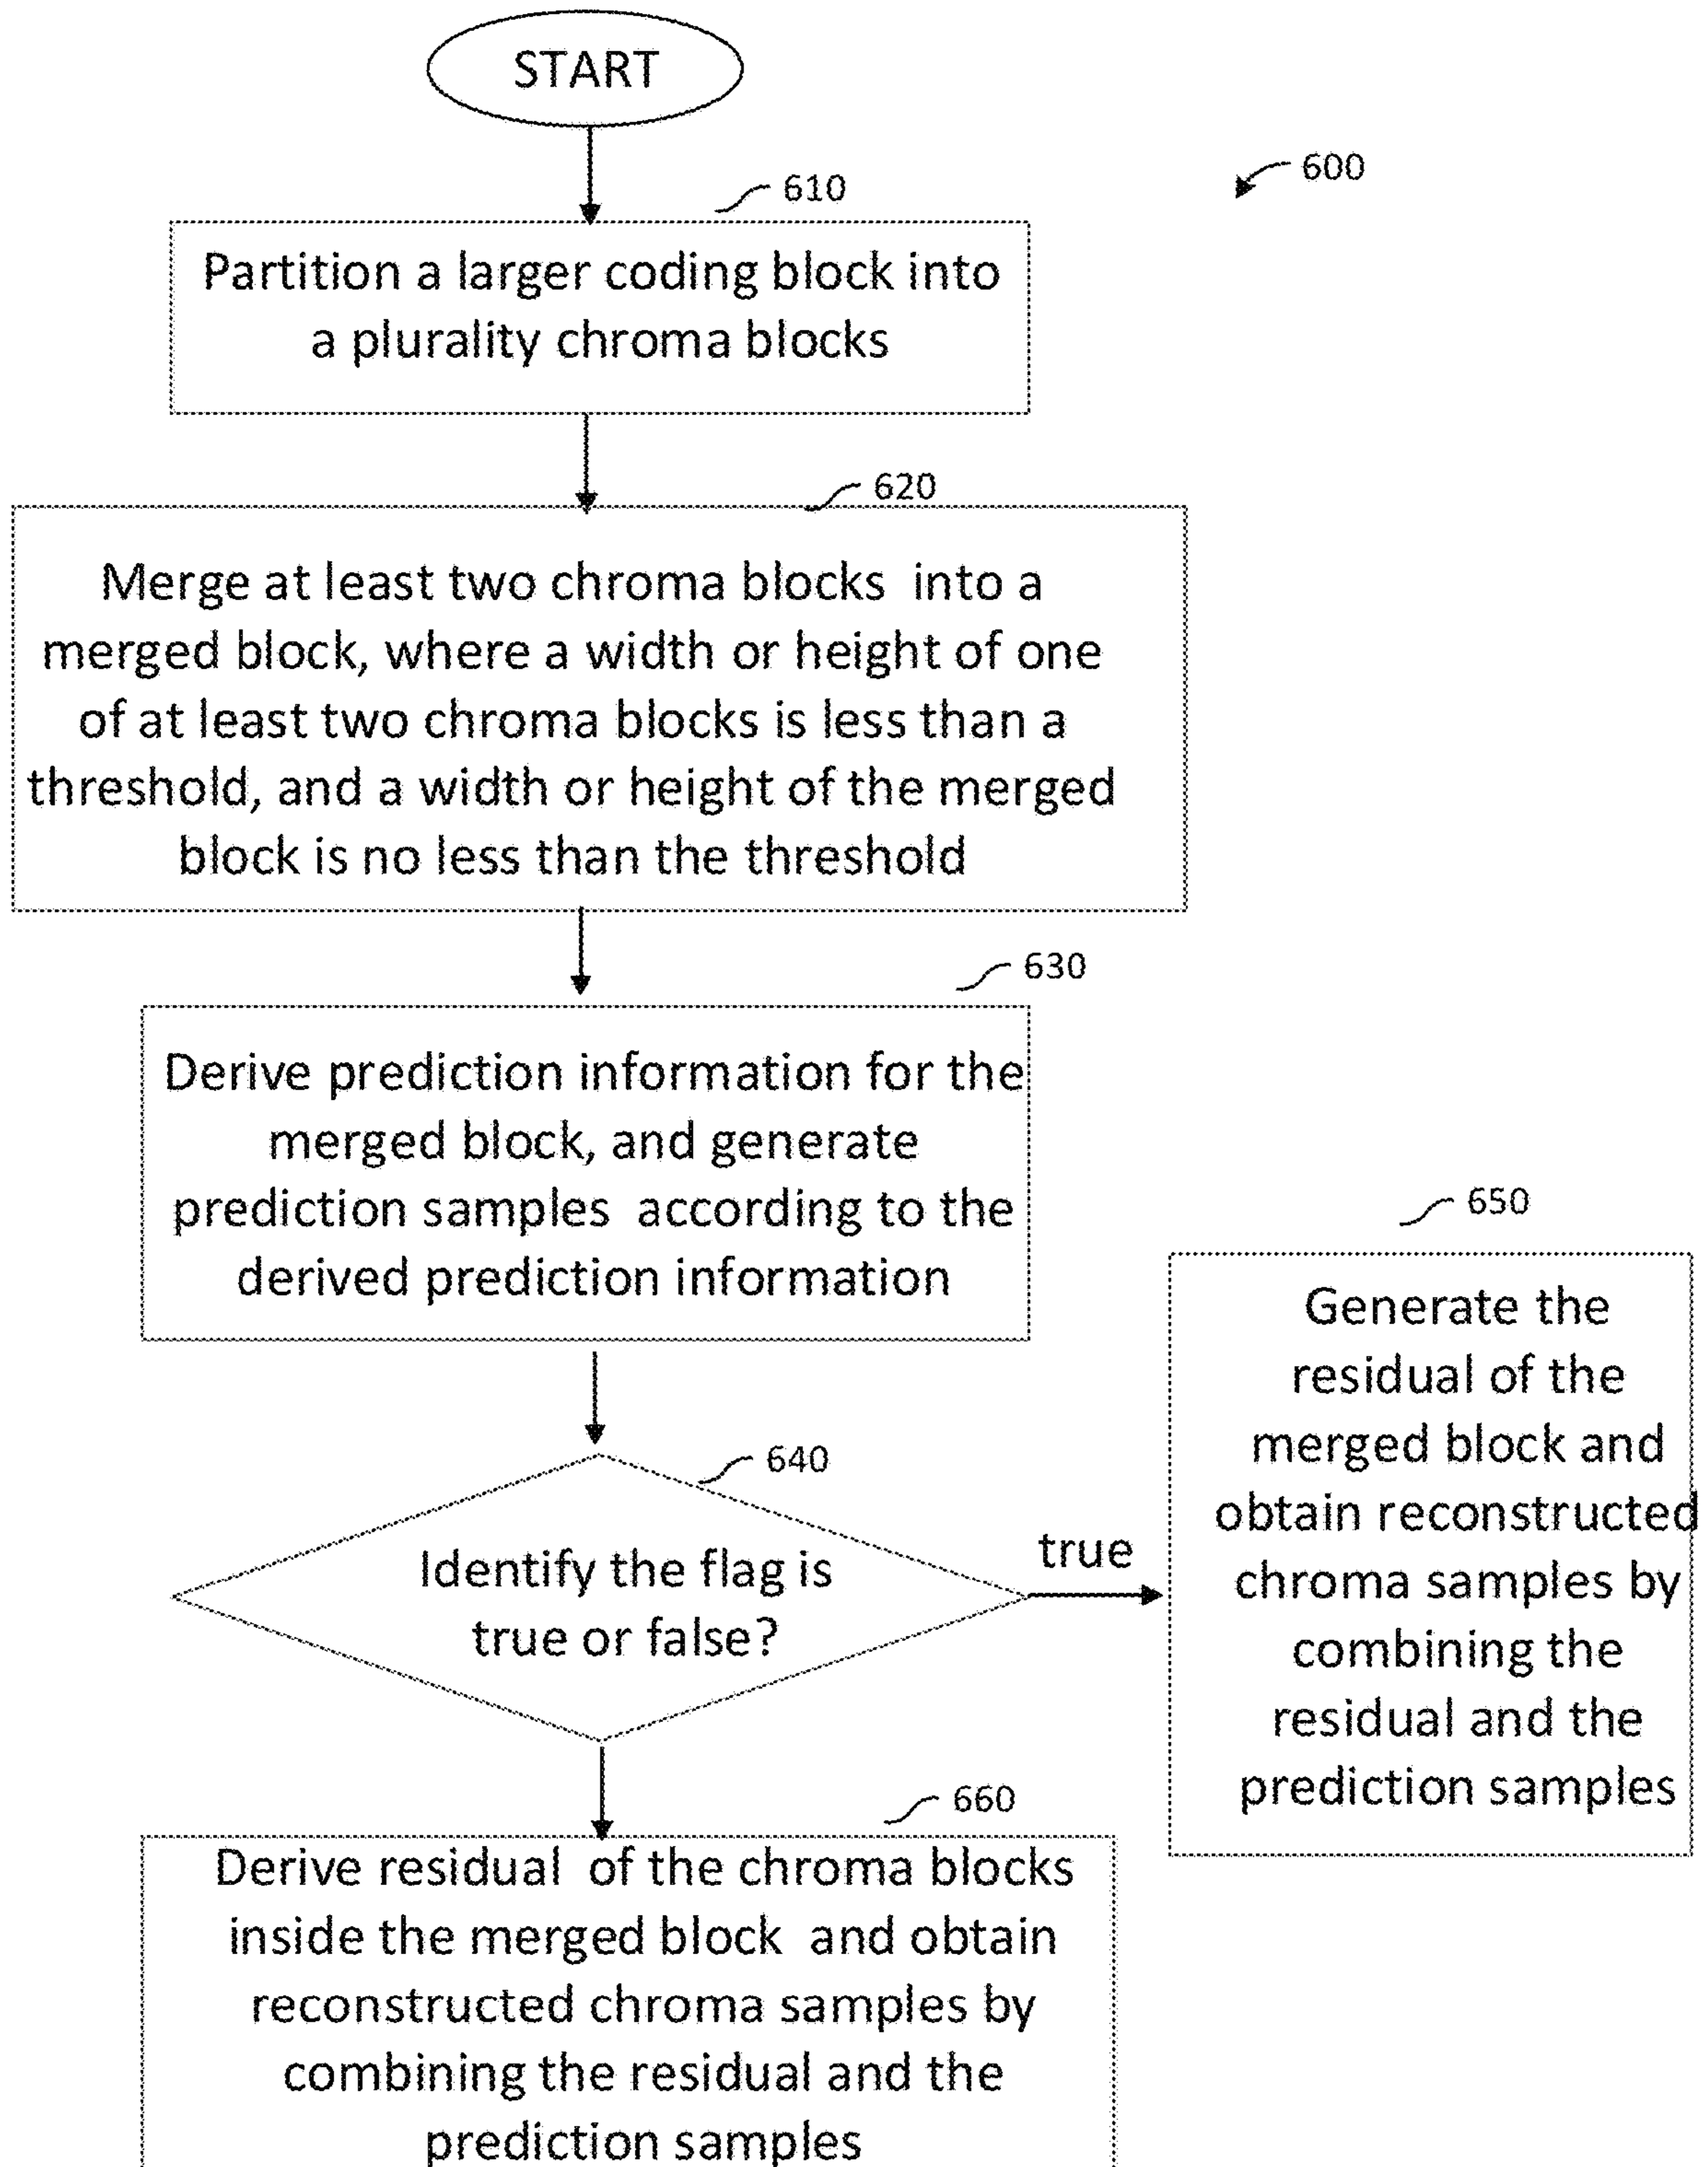 START
600
610
Partition a larger coding block into
a plurality chroma blocks
620
Merge at least two chroma blocks into a
merged block, where a width or height of one
of at least two chroma blocks is less than a
threshold, and a width or height of the merged
block is no less than the threshold
630
Derive prediction information for the
merged block, and generate
prediction samples according to the
derived prediction information
640
Identify the flag is
true or false?
true
650
Generate the
residual of the
merged block and
obtain reconstructed
chroma samples by
combining the
residual and the
prediction samples
660
Derive residual of the chroma blocks
inside the merged block and obtain
reconstructed chroma samples by
combining the residual and the
prediction samples